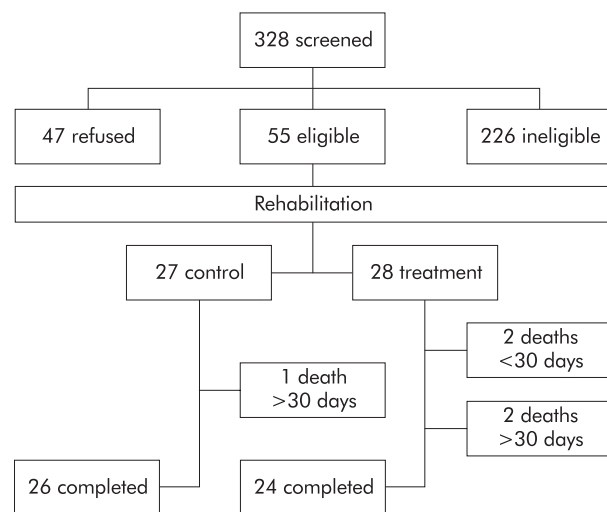 328 screened
47 refused
55 eligible
226 ineligible
Rehabilitation
27 control
28 treatment
2 deaths
<30 days
1 death
>30 days
2 deaths
>30 days
26 completed
24 completed